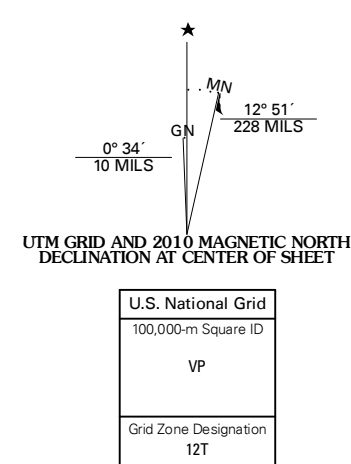 MN
12° 51´
228 MILS
GN
0° 34´
10 MILS
UTM GRID AND 2010 MAGNETIC NORTH
DECLINATION AT CENTER OF SHEET
U.S. National Grid
100,000-m Square ID
VP
Grid Zone Designation
12T